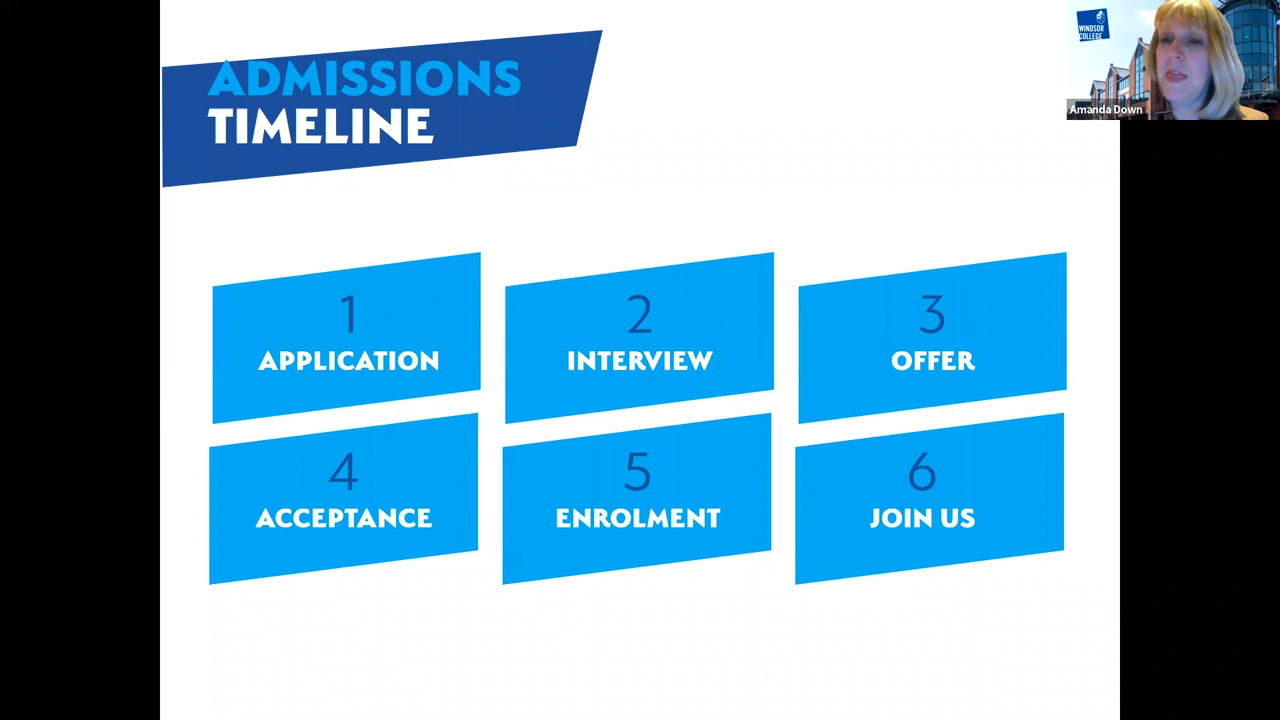 ADMISSIONS
TIMELINE
WINDSOR
COLLEGE
Amanda Down
1
APPLICATION
2
INTERVIEW
3
OFFER
4
ACCEPTANCE
5
ENROLMENT
6
JOIN US